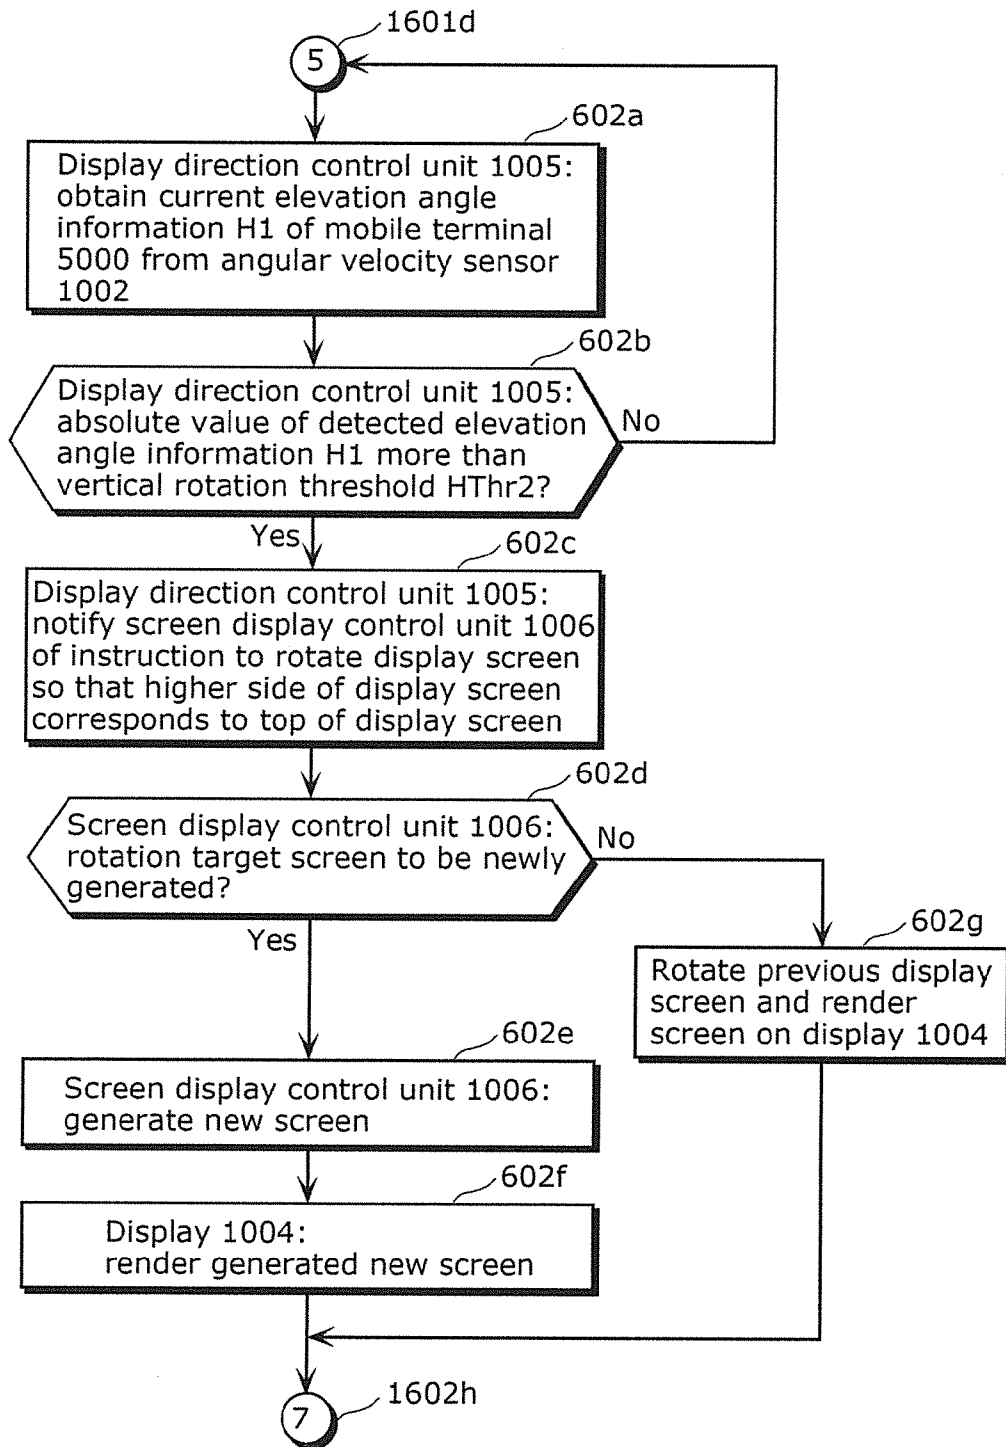 1601d
5
602a
Display direction control unit 1005:
obtain current elevation angle
information H1 of mobile terminal
5000 from angular velocity sensor
1002
602b
Display direction control unit 1005:
absolute value of detected elevation
angle information H1 more than
vertical rotation threshold HThr2?
No
Yes
602c
Display direction control unit 1005:
notify screen display control unit 1006
of instruction to rotate display screen
so that higher side of display screen
corresponds to top of display screen
602d
Screen display control unit 1006:
rotation target screen to be newly
generated?
No
Yes
602g
Rotate previous display
screen and render
screen on display 1004
602e
Screen display control unit 1006:
generate new screen
602f
Display 1004:
render generated new screen
7
1602h